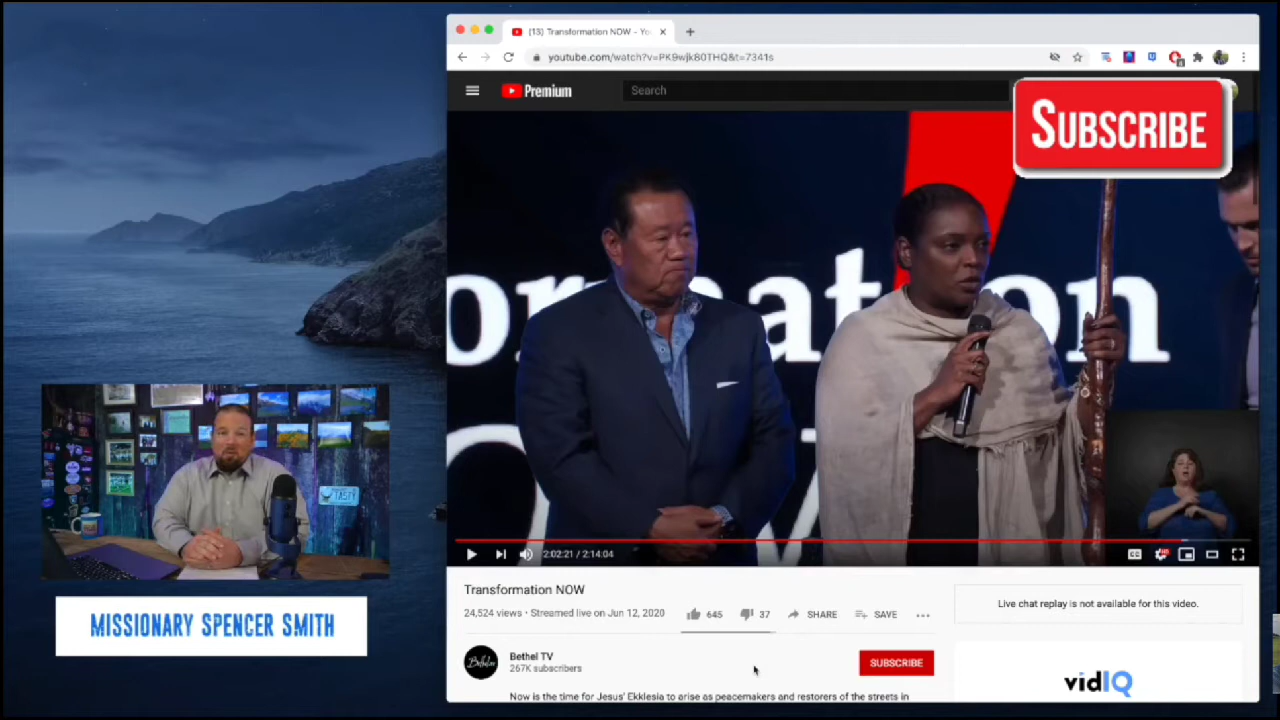 (13) Transformation NOW - Yo
youtube.com/watch?v=PK9wjk80THQ&t=7341s
Premium
Search
SUBSCRIBE
ormation
OW
TASTY
2:02:21 / 2:14:04
Transformation NOW
24,524 views • Streamed live on Jun 12, 2020
645
37
SHARE
SAVE
Live chat replay is not available for this video.
MISSIONARY SPENCER SMITH
Bethel
Bethel TV
267K subscribers
SUBSCRIBE
Now is the time for Jesus' Ekklesia to arise as peacemakers and restorers of the streets in
vidIQ